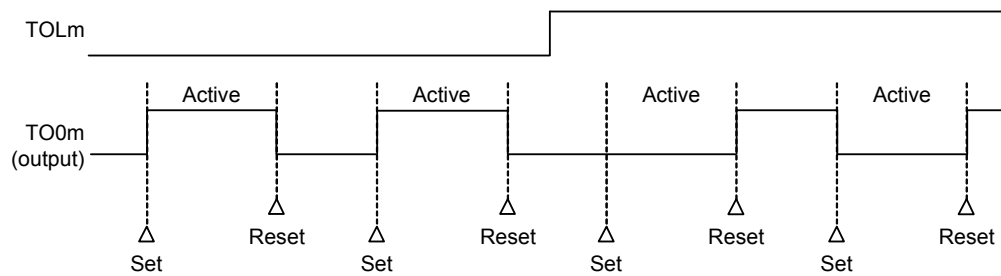 TOLm
Active Active Active Active
TO0m
(output)
Reset Reset Reset Reset
Set Set Set Set